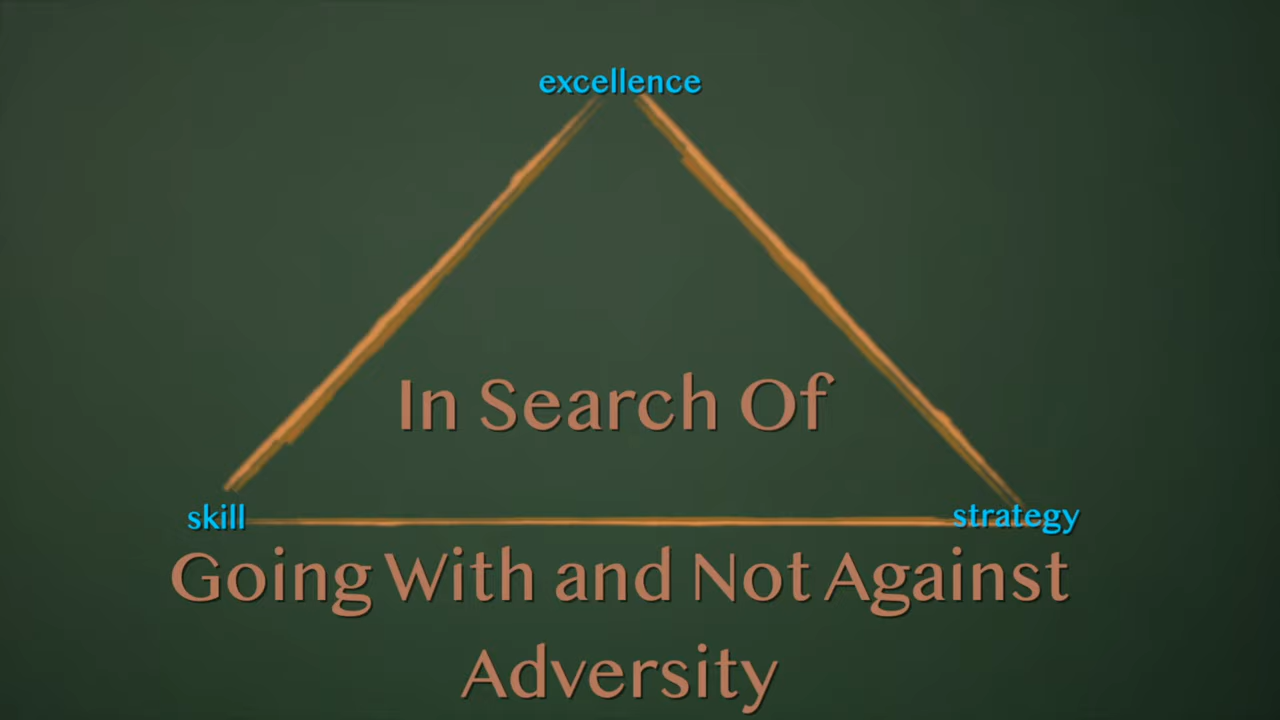 excellence
In Search Of
skill
strategy
Going With and Not Against
Adversity